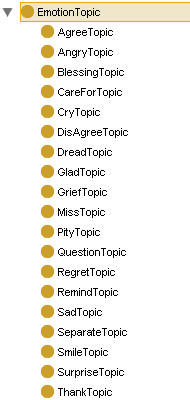 EmotionTopic
AgreeTopic
AngryTopic
BlessingTopic
CareForTopic
CryTopic
DisAgreeTopic
DreadTopic
GladTopic
GriefTopic
MissTopic
PityTopic
QuestionTopic
RegretTopic
RemindTopic
SadTopic
SeparateTopic
SmileTopic
SurpriseTopic
ThankTopic